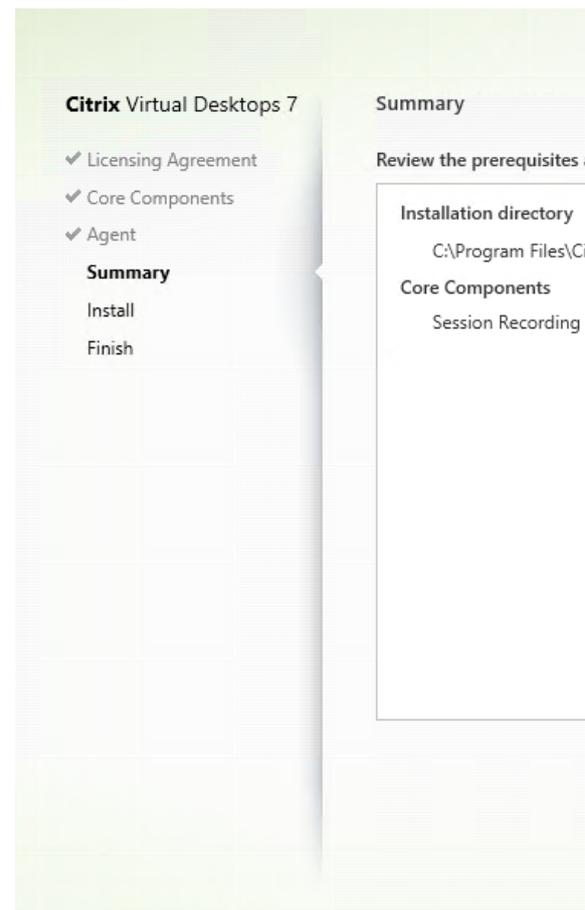 Citrix Virtual Desktops 7
Licensing Agreement
Core Components
Agent
Summary
Install
Finish
Summary
Review the prerequisites
Installation directory
C:\Program Files\Ci
Core Components
Session Recording